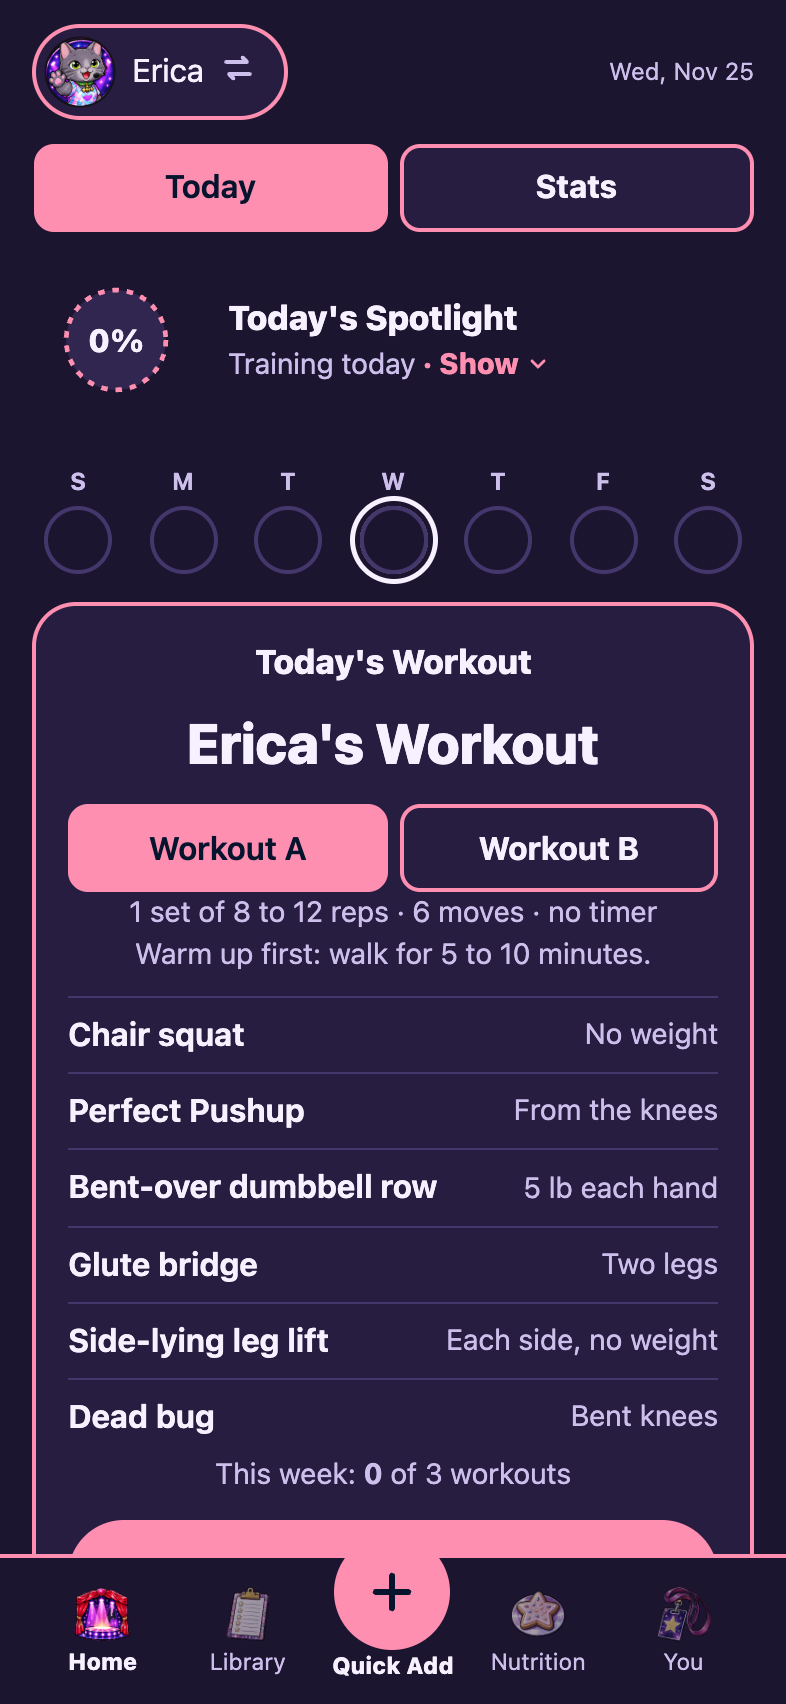 Erica
Wed, Nov 25
Today
Stats
0%
Today's Spotlight
Training today · Show
S M T W T F S
Today's Workout
Erica's Workout
Workout A
Workout B
1 set of 8 to 12 reps · 6 moves · no timer
Warm up first: walk for 5 to 10 minutes.
Chair squat No weight
Perfect Pushup From the knees
Bent-over dumbbell row 5 lb each hand
Glute bridge Two legs
Side-lying leg lift Each side, no weight
Dead bug Bent knees
This week: 0 of 3 workouts
Home
Library
Quick Add
Nutrition
You